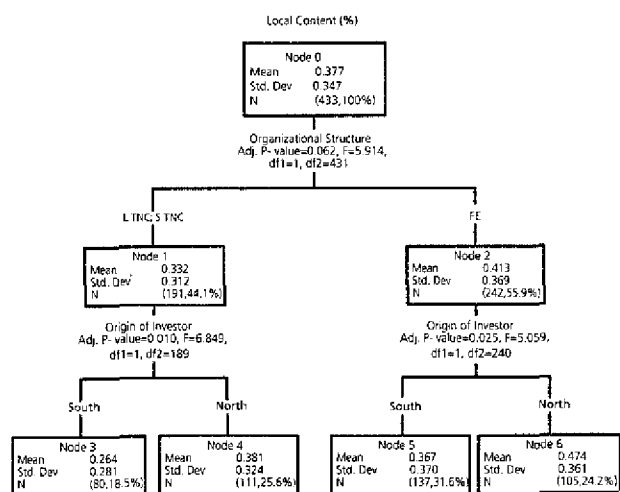 Local Content (%)
Node 0
Mean 0.377
Std. Dev 0.347
N (433,100%)
Organizational Structure
Adj. P- value=0.062, F=5.914,
df1=1, df2=431
L TNC; S TNC
FE
Node 1
Mean 0.332
Std. Dev 0.312
N (191,44.1%)
Node 2
Mean 0.413
Std. Dev 0.369
N (242,55.9%)
Origin of Investor
Adj. P- value=0.010, F=6.849,
df1=1, df2=189
Origin of Investor
Adj. P- value=0.025, F=5.059,
df1=1, df2=240
South
North
South
North
Node 3
Mean 0.264
Std. Dev 0.281
N (80,18.5%)
Node 4
Mean 0.381
Std. Dev 0.324
N (111,25.6%)
Node 5
Mean 0.367
Std. Dev 0.370
N (137,31.6%)
Node 6
Mean 0.474
Std. Dev 0.361
N (105,24.2%)